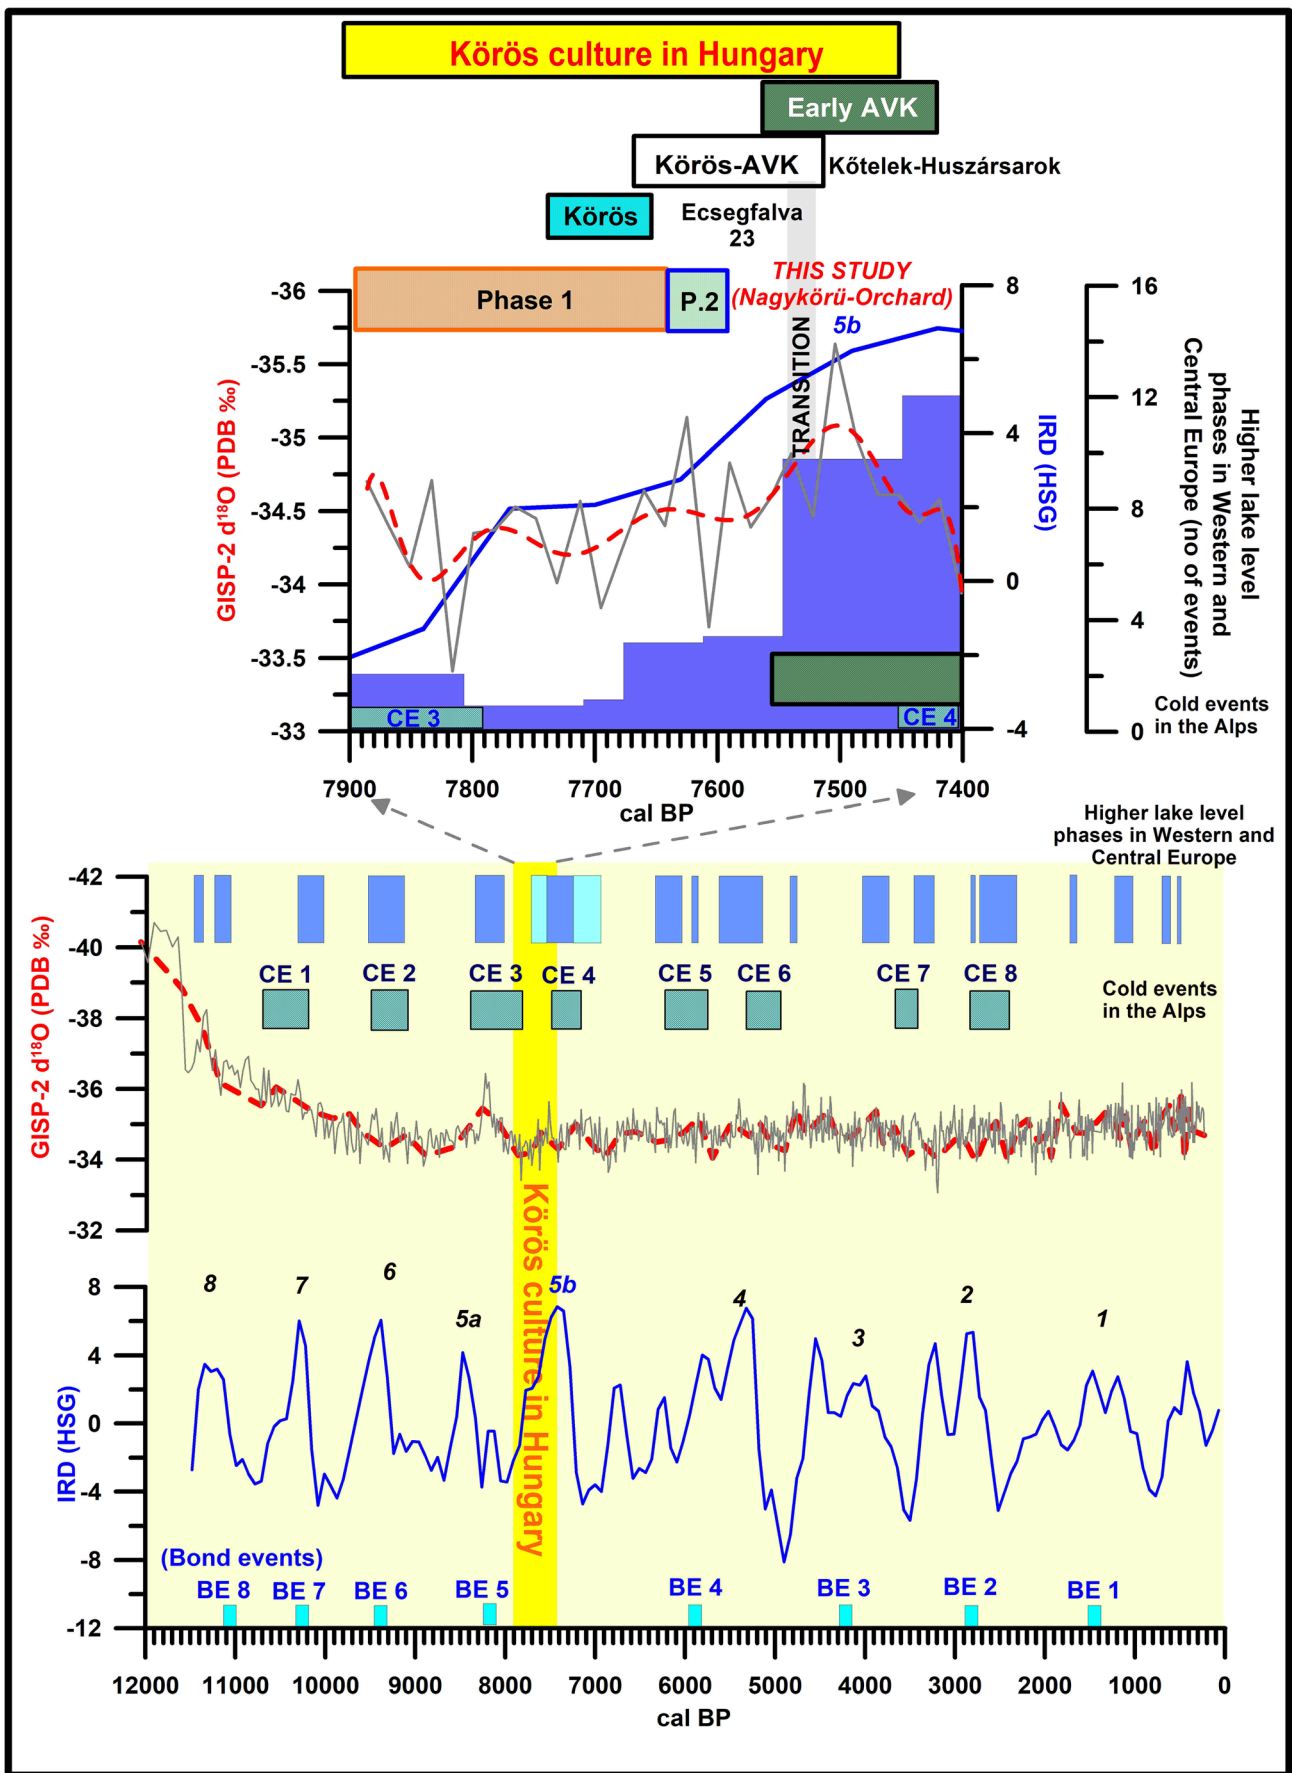 Körös culture in Hungary
Early AVK
Körös-AVK
Kőtelek-Huszársarok
Körös
Ecsegfalva
23
Phase 1
P.2
THIS STUDY
(Nagykörü-Orchard)
5b
TRANSITION
GISP-2 d18O (PDB ‰)
-36
-35.5
-35
-34.5
-34
-33.5
-33
8
4
0
-4
IRD (HSG)
16
12
8
4
0
Higher lake level
phases in Western and
Central Europe (no of events)
Cold events
in the Alps
CE 3
CE 4
7900
7800
7700
7600
7500
7400
cal BP
Higher lake level
phases in Western and
Central Europe
-42
-40
-38
-36
-34
-32
GISP-2 d18O (PDB ‰)
CE 1
CE 2
CE 3
CE 4
CE 5
CE 6
CE 7
CE 8
Cold events
in the Alps
Körös culture in Hungary
8
7
6
5a
5b
4
3
2
1
8
4
0
-4
-8
-12
IRD (HSG)
(Bond events)
BE 8
BE 7
BE 6
BE 5
BE 4
BE 3
BE 2
BE 1
12000
11000
10000
9000
8000
7000
6000
5000
4000
3000
2000
1000
0
cal BP